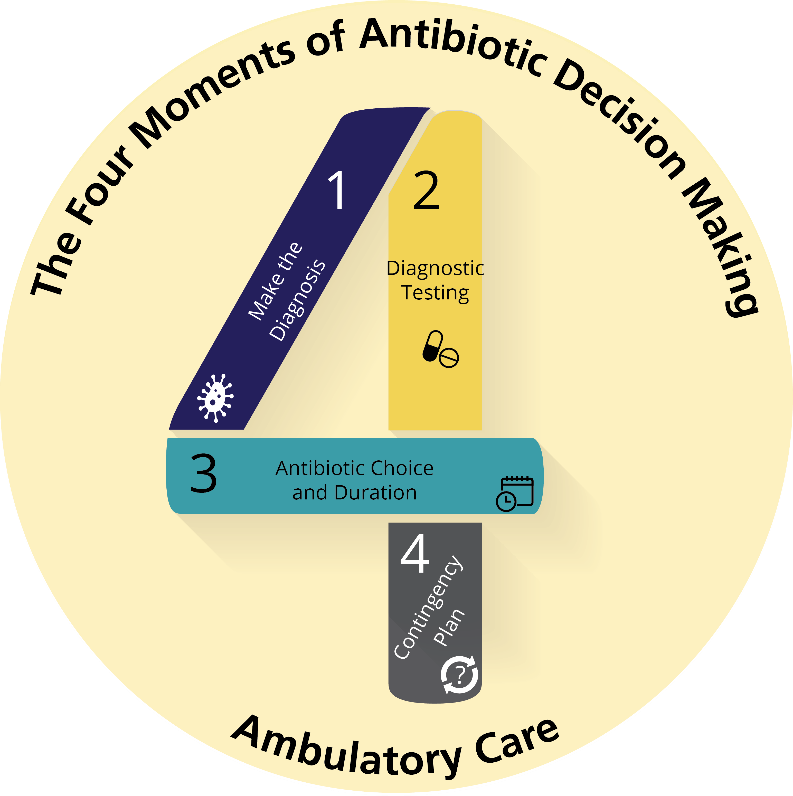 The Four Moments of Antibiotic Decision Making
1
Make the
Diagnosis
2
Diagnostic
Testing
3
Antibiotic Choice
and Duration
4
Contingency
Plan
?
Ambulatory Care